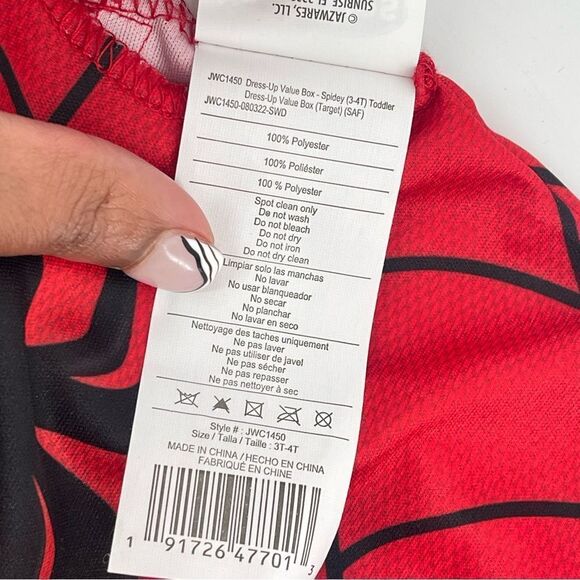 © JAZWARES, LLC.
SUNRISE FL
JWC1450 Dress-Up Value Box - Spidey (3-4T) Toddler
Dress-Up Value Box (Target) (SAF)
JWC1450-080322-SWD
100% Polyester
100% Poliéster
100 % Polyester
Spot clean only
Do not wash
Do not bleach
Do not dry
Do not iron
Do not dry clean
Limpiar solo las manchas
No lavar
No usar blanqueador
No secar
No planchar
No lavar en seco
Nettoyage des taches uniquement
Ne pas laver
Ne pas utiliser de javel
Ne pas sécher
Ne pas repasser
Ne pas nettoyer à sec
Style # : JWC1450
Size / Talla / Taille : 3T-4T
MADE IN CHINA / HECHO EN CHINA
FABRIQUÉ EN CHINE
1 91726 47701 3